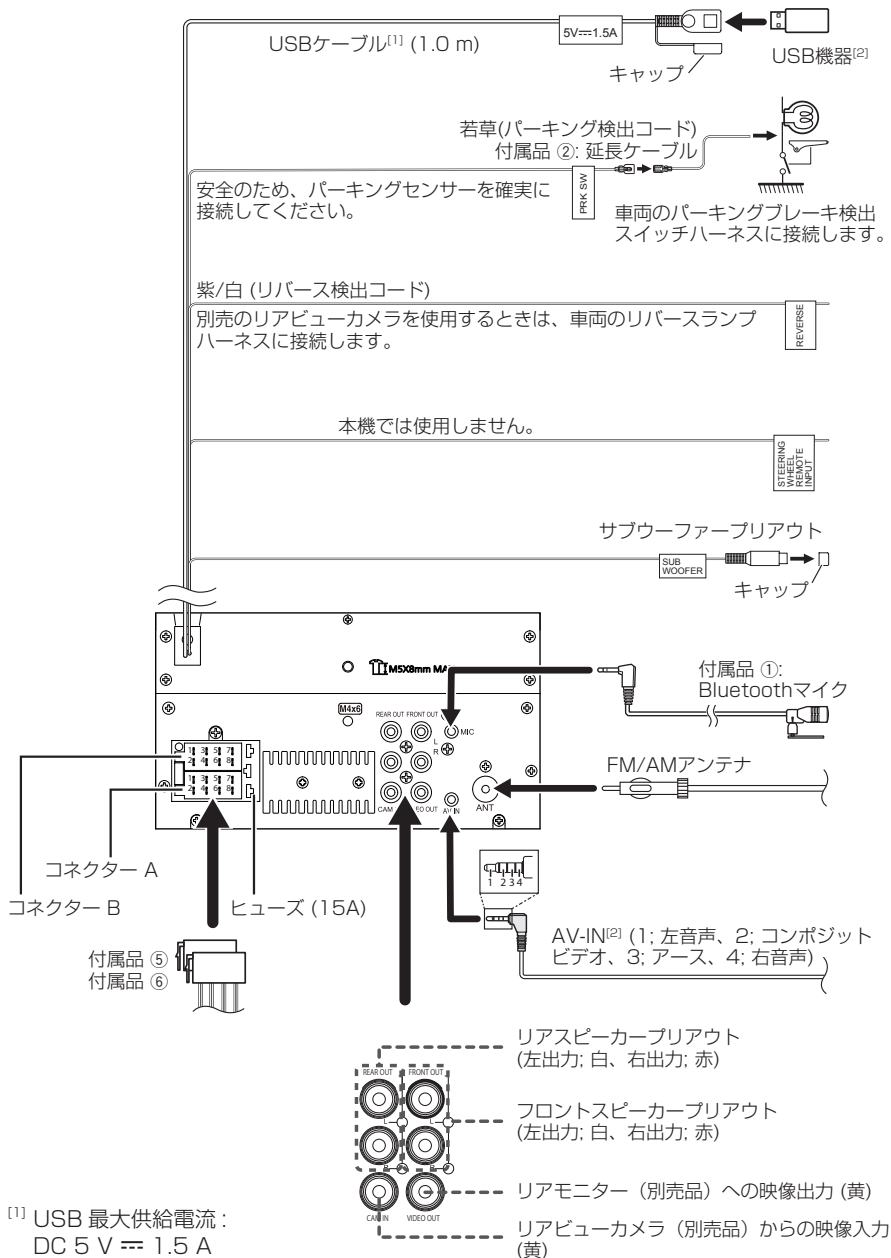 USBケーブル[1] (1.0 m)
5V⎓1.5A
キャップ
USB機器[2]
若草(パーキング検出コード)
付属品 ②: 延長ケーブル
安全のため、パーキングセンサーを確実に
接続してください。
PRK SW
車両のパーキングブレーキ検出
スイッチハーネスに接続します。
紫/白 (リバース検出コード)
別売のリアビューカメラを使用するときは、車両のリバースランプ
ハーネスに接続します。
REVERSE
本機では使用しません。
STEERING
WHEEL
REMOTE
INPUT
サブウーファープリアウト
SUB
WOOFER
キャップ
M5X8mm
M4x6
REAR OUT FRONT OUT
L
R
MIC
付属品 ①:
Bluetoothマイク
1 3 5 7
2 4 6 8
1 3 5 7
2 4 6 8
FM/AMアンテナ
CAM
AV IN
ANT
コネクター A
コネクター B
ヒューズ (15A)
1 2 3 4
AV-IN[2] (1; 左音声、2; コンポジット
ビデオ、3; アース、4; 右音声)
付属品 ⑤
付属品 ⑥
リアスピーカープリアウト
(左出力; 白、右出力; 赤)
REAR OUT FRONT OUT
L L
R R
フロントスピーカープリアウト
(左出力; 白、右出力; 赤)
リアモニター（別売品）への映像出力 (黄)
CAM IN VIDEO OUT
リアビューカメラ（別売品）からの映像入力
(黄)
[1] USB 最大供給電流 :
DC 5 V ⎓ 1.5 A